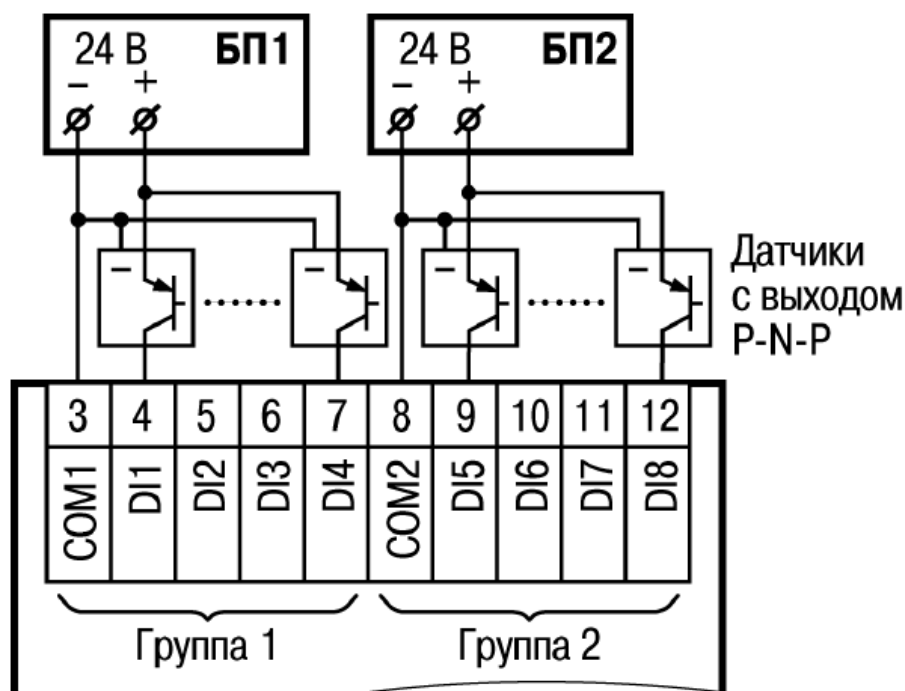 24 В БП1 24 В БП2
− + − +
− − − −
Датчики
с выходом
P-N-P
3 4 5 6 7 8 9 10 11 12
COM1 DI1 DI2 DI3 DI4 COM2 DI5 DI6 DI7 DI8
Группа 1 Группа 2